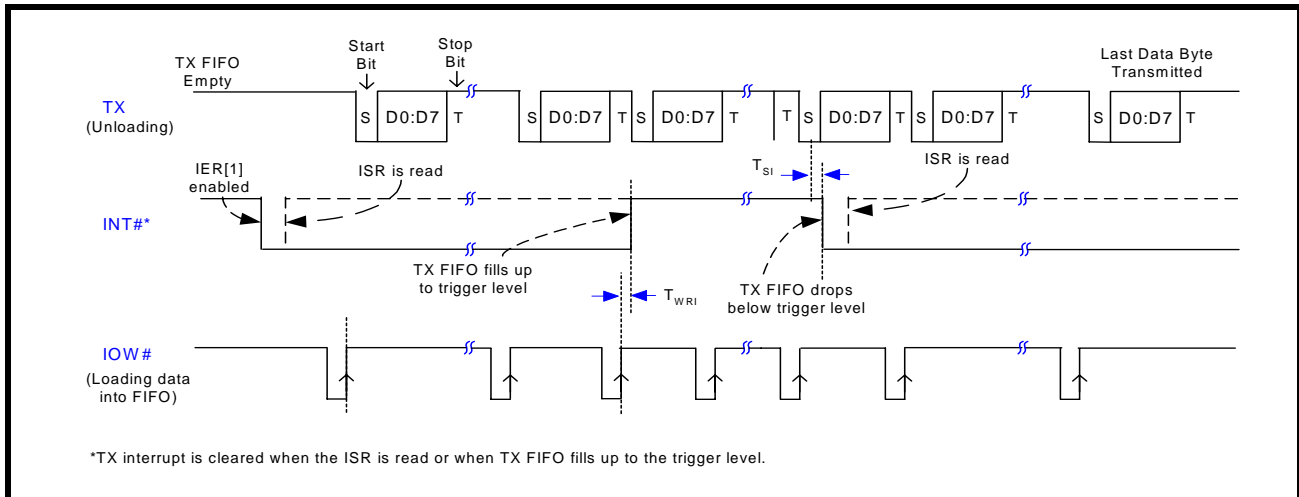 Start
Bit
Stop
Bit
TX FIFO
Empty
Last Data Byte
Transmitted
TX
(Unloading)
S D0:D7 T S D0:D7 T S D0:D7 T T S D0:D7 T S D0:D7 T S D0:D7 T
IER[1]
enabled
ISR is read
TSI
ISR is read
INT#*
TX FIFO fills up
to trigger level
TWRI
TX FIFO drops
below trigger level
IOW#
(Loading data
into FIFO)
*TX interrupt is cleared when the ISR is read or when TX FIFO fills up to the trigger level.